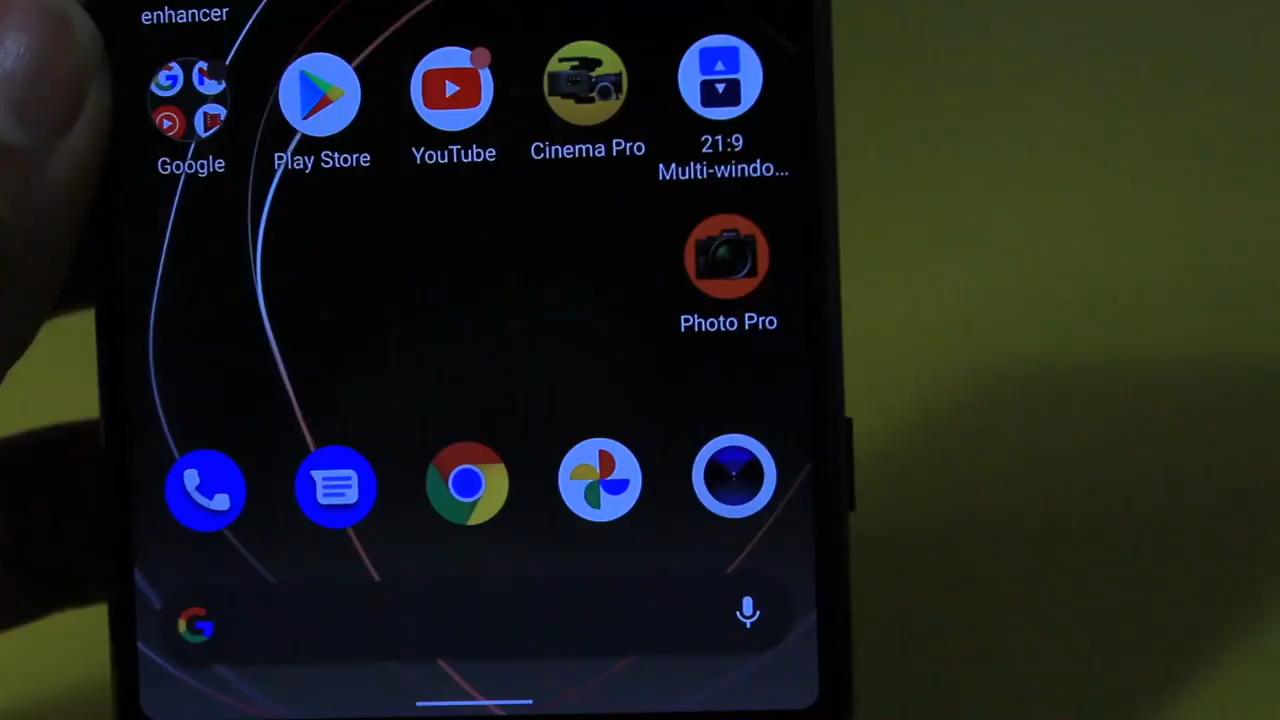 enhancer
Google
Play Store
YouTube
Cinema Pro
21:9
Multi-windo...
Photo Pro